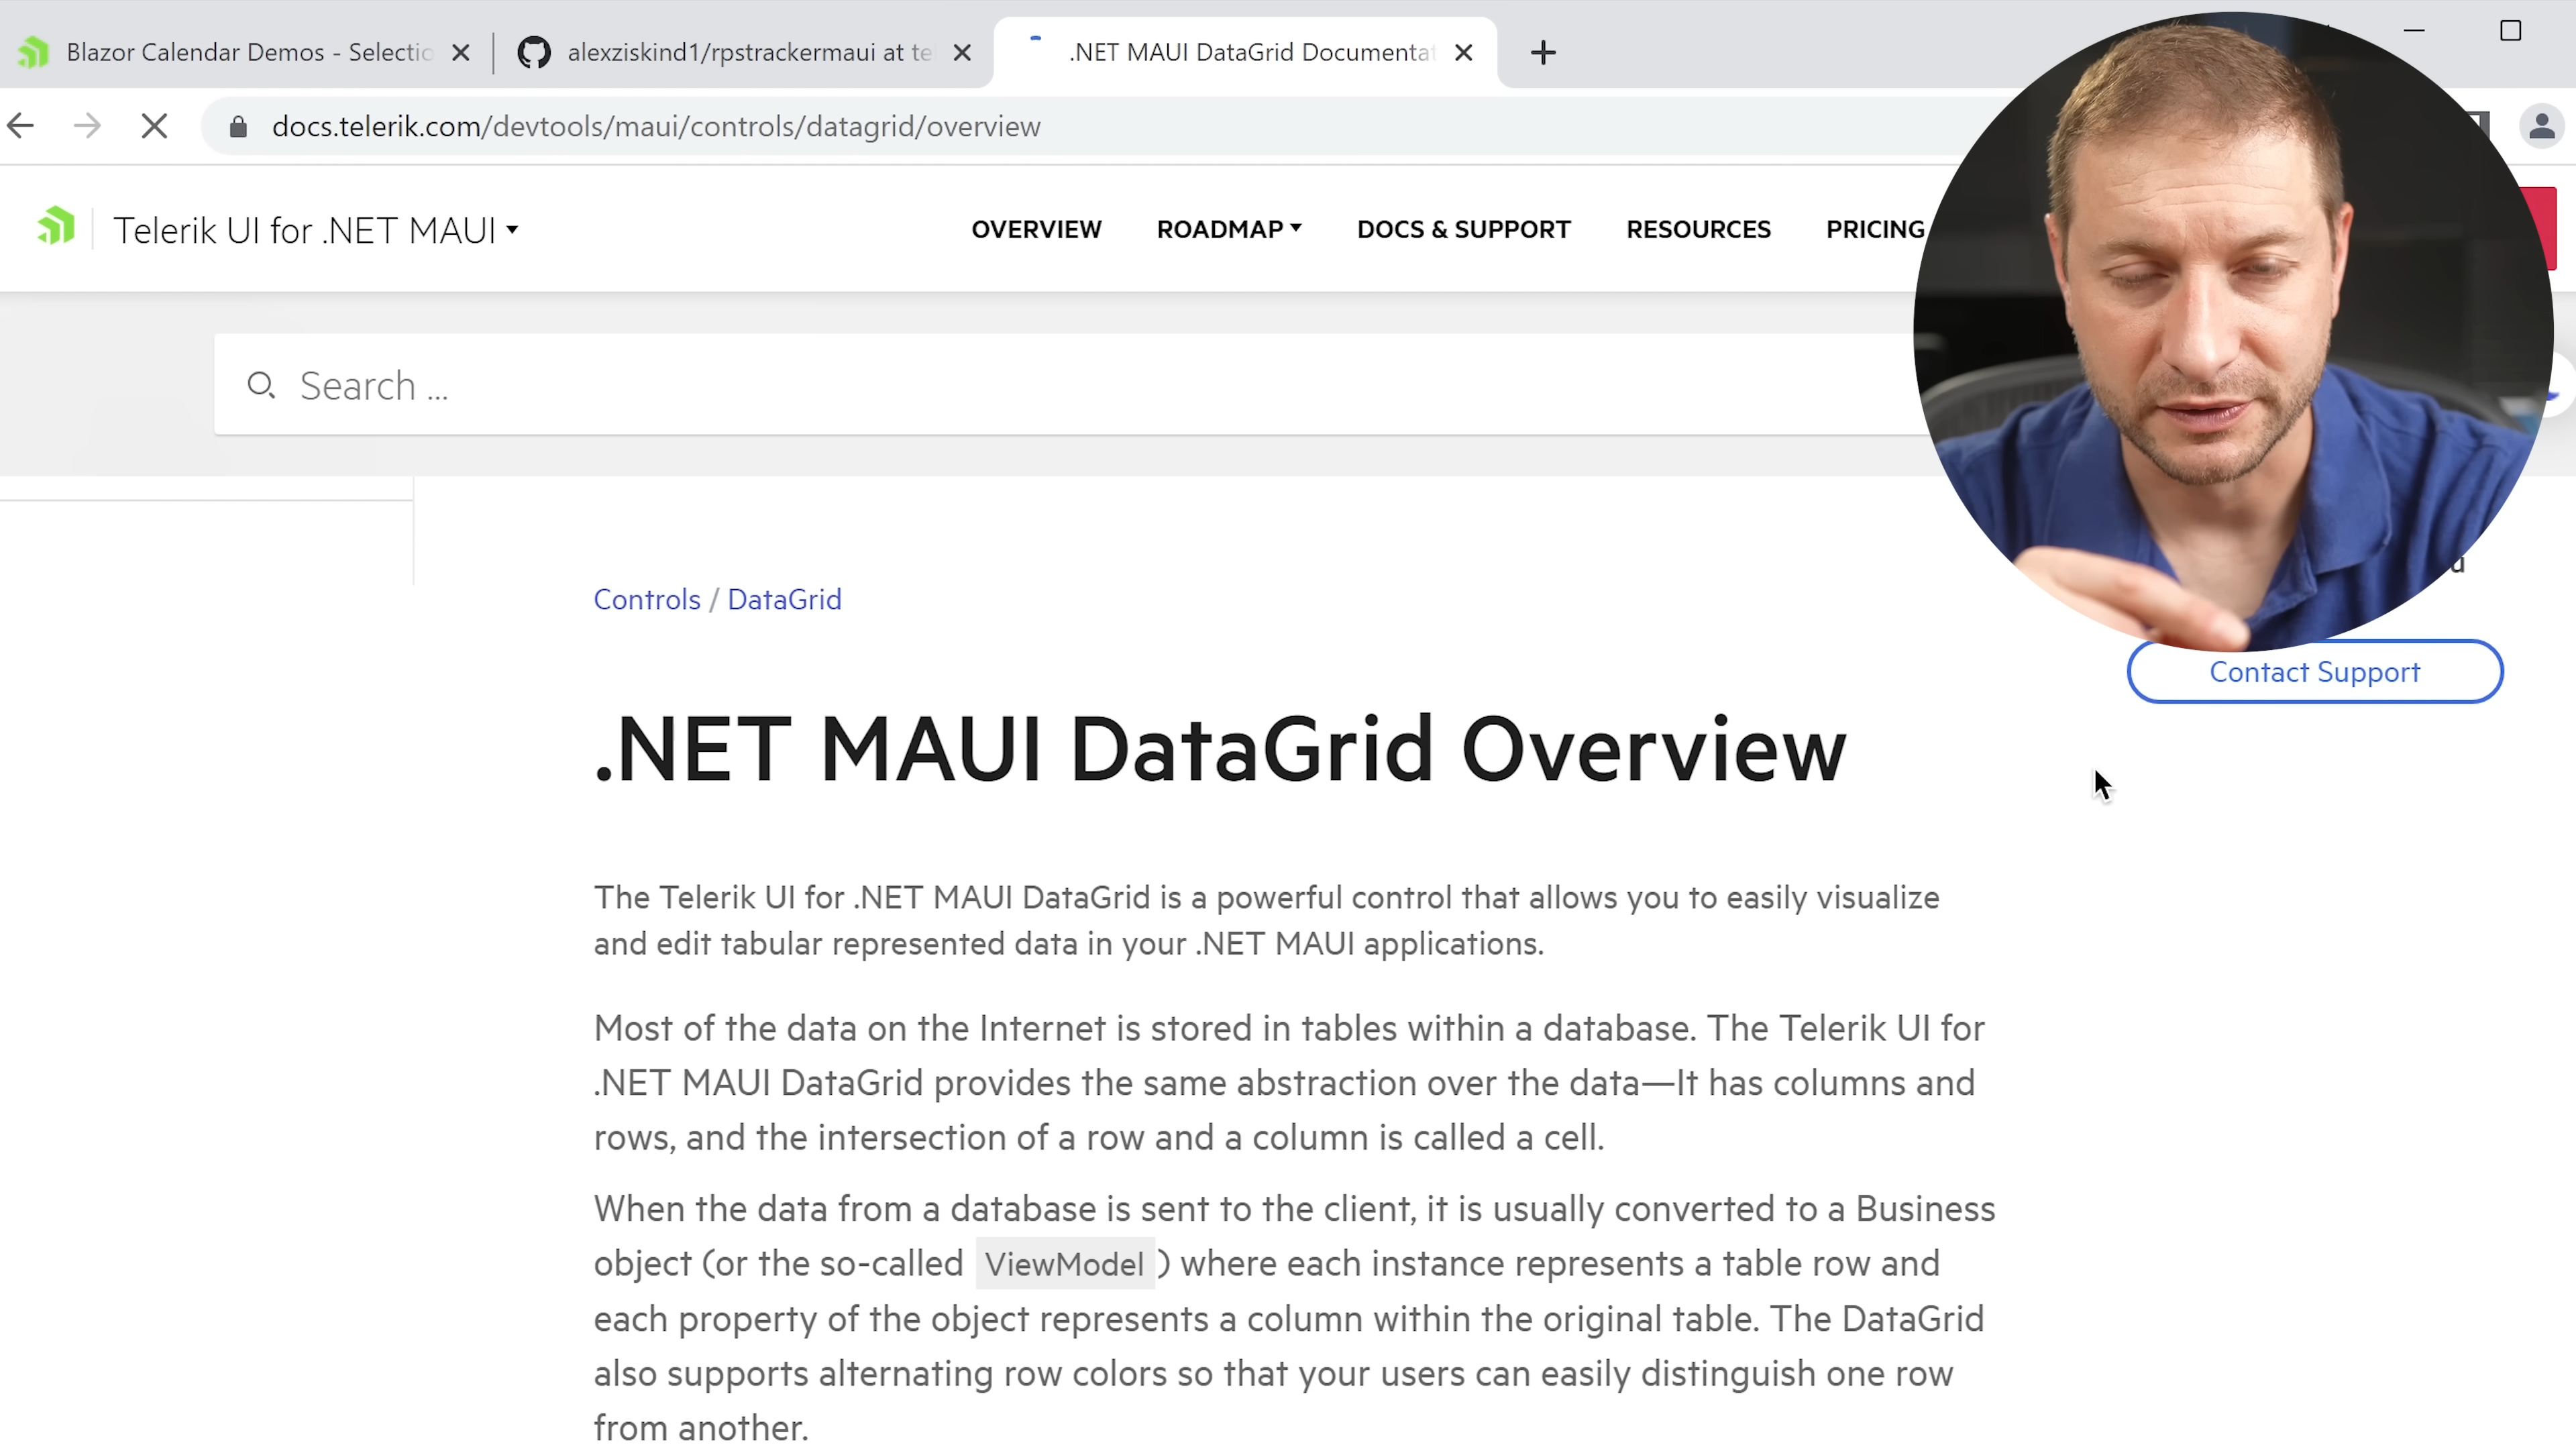 Blazor Calendar Demos - Selectio
alexziskind1/rpstrackermaui at te
.NET MAUI DataGrid Documentat
docs.telerik.com/devtools/maui/controls/datagrid/overview
Telerik UI for .NET MAUI
OVERVIEW ROADMAP DOCS & SUPPORT RESOURCES PRICING
Search ...
Controls / DataGrid
Contact Support
.NET MAUI DataGrid Overview
The Telerik UI for .NET MAUI DataGrid is a powerful control that allows you to easily visualize
and edit tabular represented data in your .NET MAUI applications.
Most of the data on the Internet is stored in tables within a database. The Telerik UI for
.NET MAUI DataGrid provides the same abstraction over the data—It has columns and
rows, and the intersection of a row and a column is called a cell.
When the data from a database is sent to the client, it is usually converted to a Business
object (or the so-called ViewModel) where each instance represents a table row and
each property of the object represents a column within the original table. The DataGrid
also supports alternating row colors so that your users can easily distinguish one row
from another.